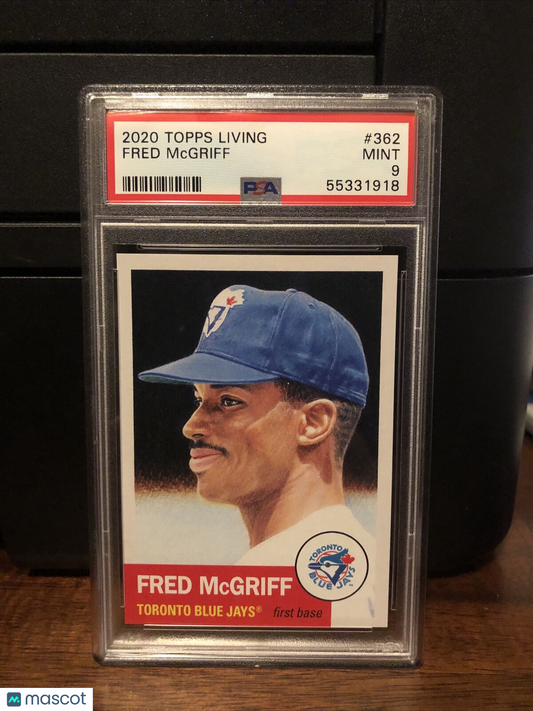 2020 TOPPS LIVING #362
FRED McGRIFF MINT
9
PSA 55331918
TORONTO
BLUE JAYS
FRED McGRIFF
TORONTO BLUE JAYS® first base
mascot